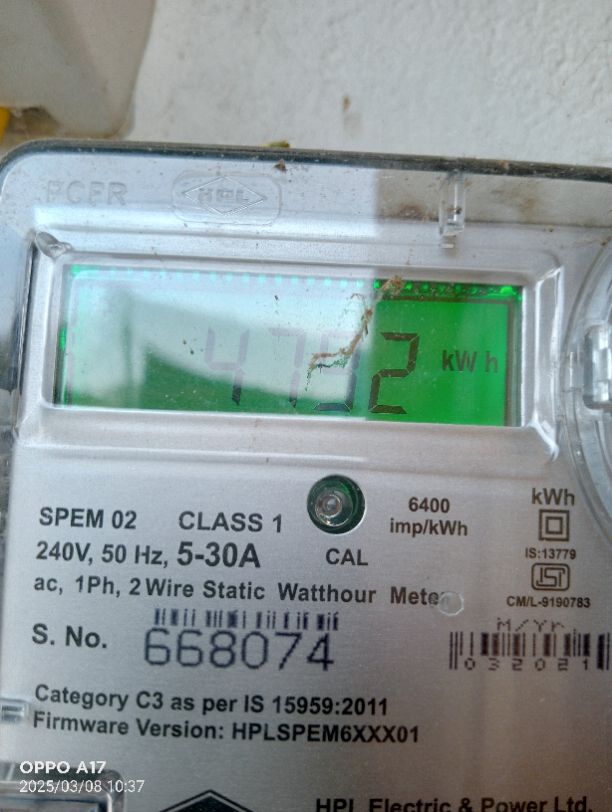 HPL
kWh
SPEM 02 CLASS 1
6400
imp/kWh
kWh
240V, 50 Hz, 5-30A CAL
IS:13779
ac, 1Ph, 2 Wire Static Watthour Meter
CM/L-9190783
S. No. 668074
M/Yr
032021
Category C3 as per IS 15959:2011
Firmware Version: HPLSPEM6XXX01
HPL Electric & Power Ltd.
OPPO A17
2025/03/08 10:37